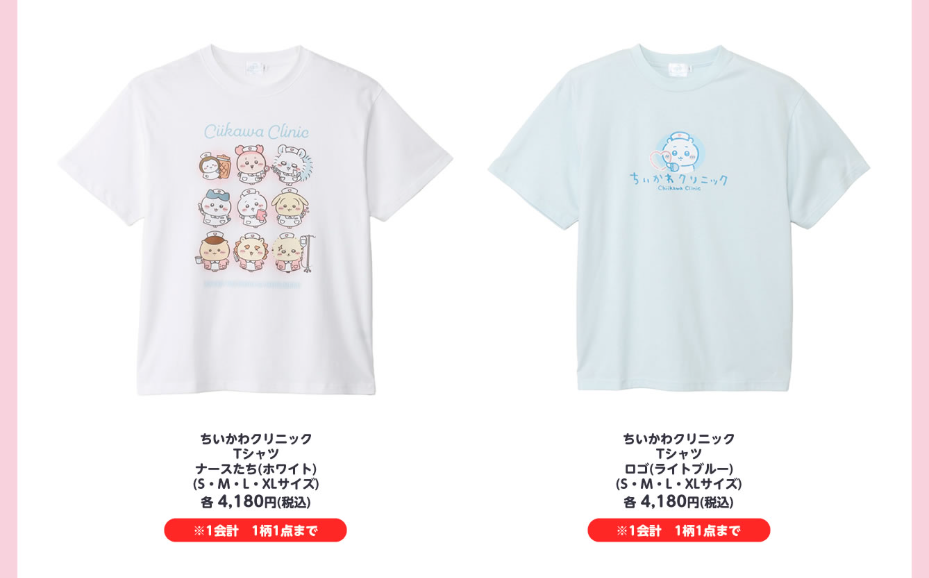 Ciikawa Clinic
ちいかわクリニック
Chiikawa Clinic
ちいかわクリニック
Tシャツ
ナースたち(ホワイト)
(S・M・L・XLサイズ)
各 4,180円(税込)
※1会計 1柄1点まで
ちいかわクリニック
Tシャツ
ロゴ(ライトブルー)
(S・M・L・XLサイズ)
各 4,180円(税込)
※1会計 1柄1点まで